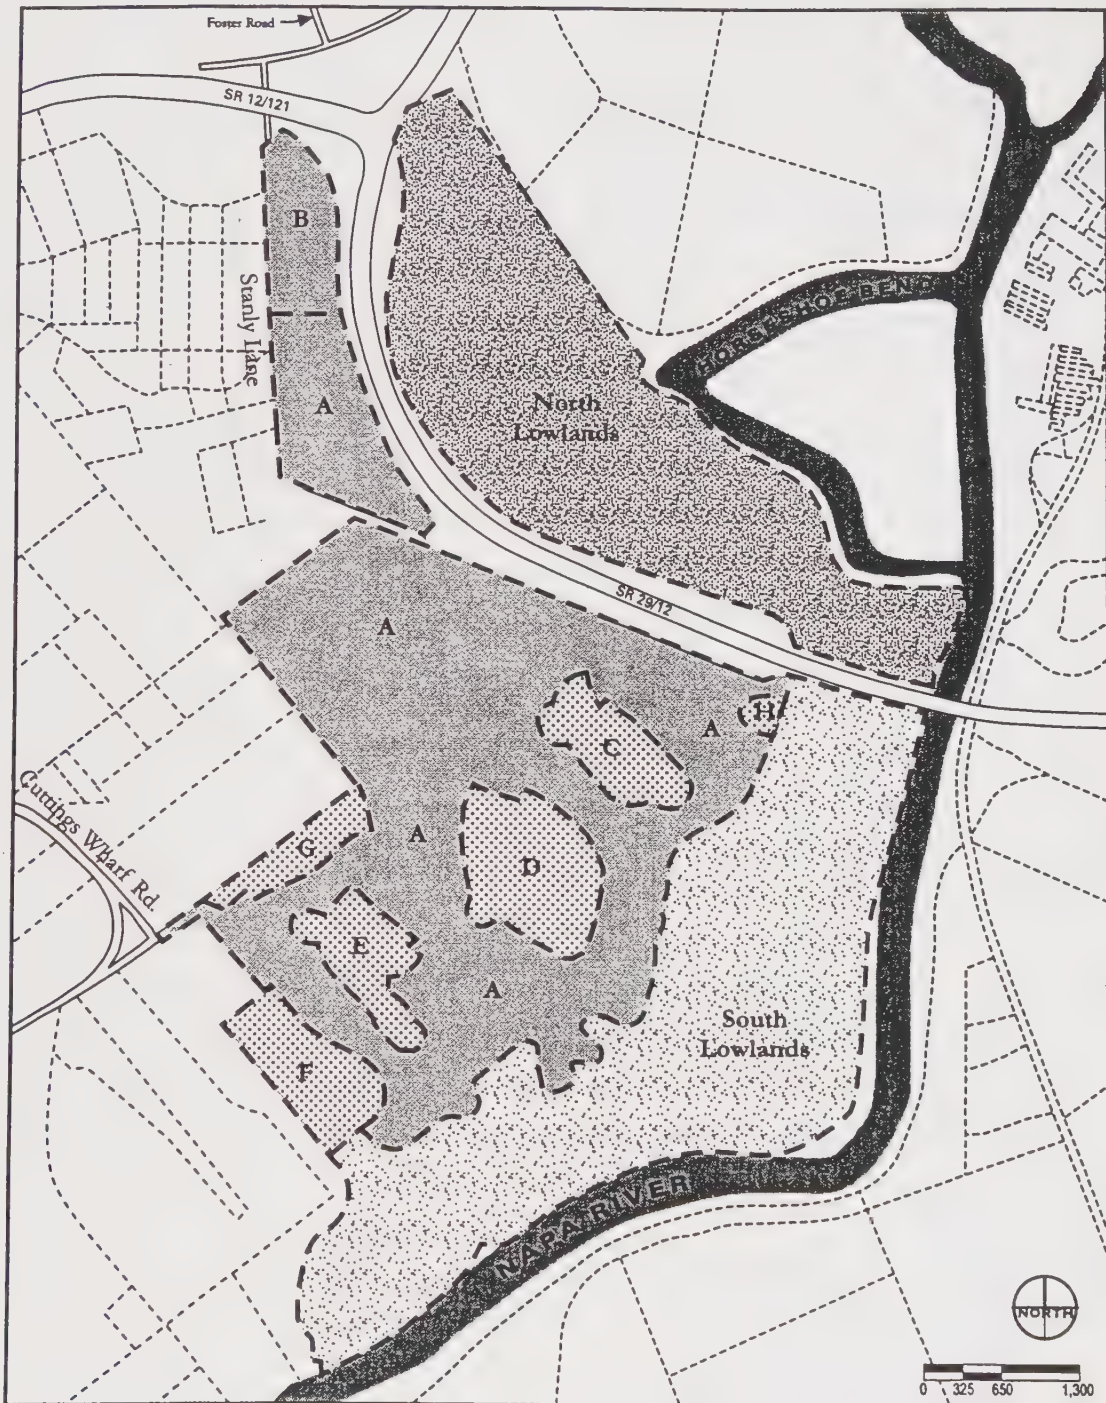 Foster Road
SR 12/121
B
Stanly Lane
A
HORSESHOE BEND
North
Lowlands
SR 29/12
A
H
A
C
Cuttings Wharf Rd.
G
A
D
E
A
South
Lowlands
F
NAPA RIVER
NORTH
0 325 650 1,300